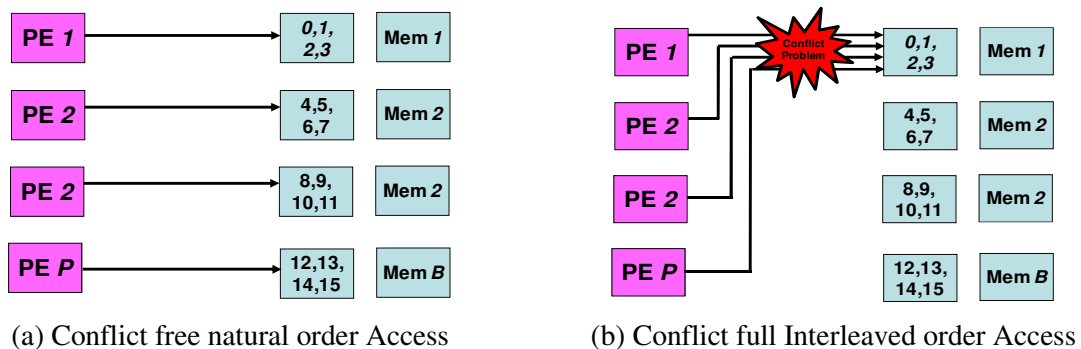 PE 1
0,1,
2,3
Mem 1
PE 2
4,5,
6,7
Mem 2
PE 2
8,9,
10,11
Mem 2
PE P
12,13,
14,15
Mem B
(a) Conflict free natural order Access
PE 1
Conflict
Problem
0,1,
2,3
Mem 1
PE 2
4,5,
6,7
Mem 2
PE 2
8,9,
10,11
Mem 2
PE P
12,13,
14,15
Mem B
(b) Conflict full Interleaved order Access